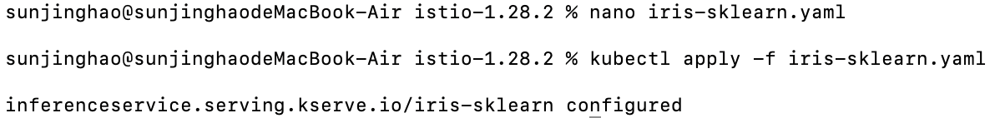 sunjinghao@sunjinghaodeMacBook-Air istio-1.28.2 % nano iris-sklearn.yaml
sunjinghao@sunjinghaodeMacBook-Air istio-1.28.2 % kubectl apply -f iris-sklearn.yaml
inferenceservice.serving.kserve.io/iris-sklearn configured